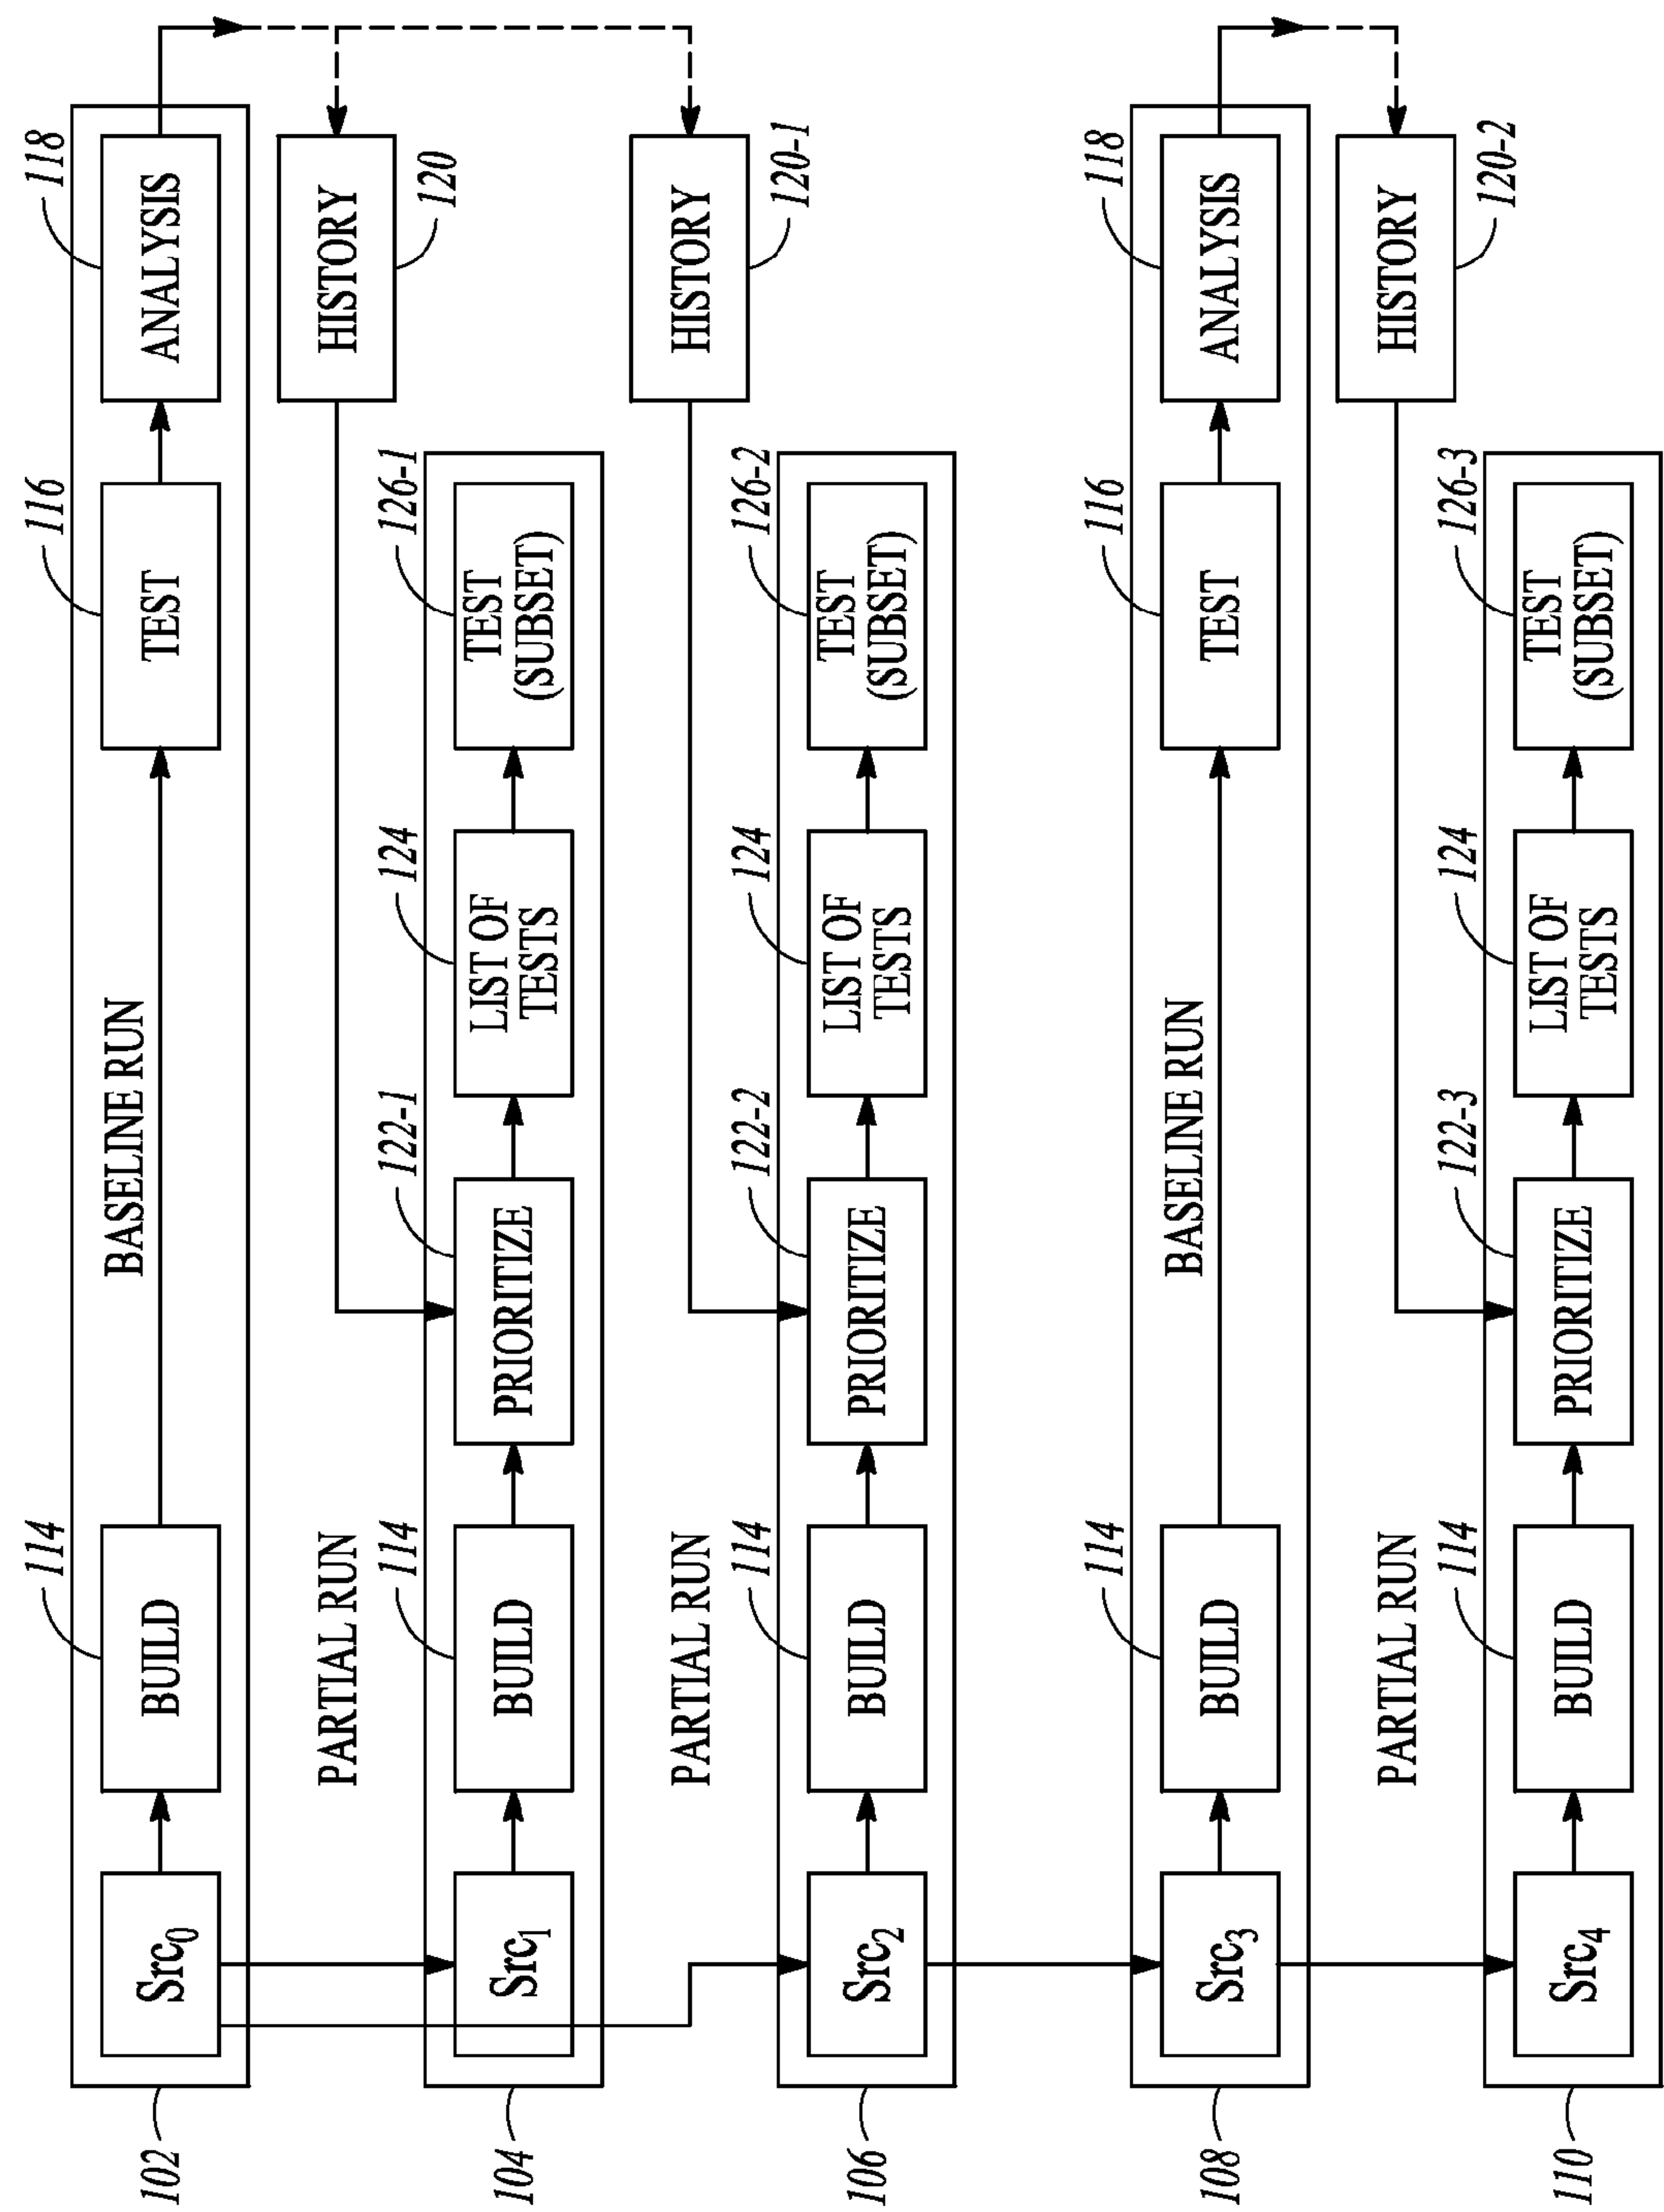 102
Src0
114
BUILD
BASELINE RUN
116
TEST
118
ANALYSIS
PARTIAL RUN
HISTORY
120
104
Src1
114
BUILD
122-1
PRIORITIZE
124
LIST OF
TESTS
126-1
TEST
(SUBSET)
PARTIAL RUN
HISTORY
120-1
106
Src2
114
BUILD
122-2
PRIORITIZE
124
LIST OF
TESTS
126-2
TEST
(SUBSET)
108
Src3
114
BUILD
BASELINE RUN
116
TEST
118
ANALYSIS
PARTIAL RUN
HISTORY
120-2
110
Src4
114
BUILD
122-3
PRIORITIZE
124
LIST OF
TESTS
126-3
TEST
(SUBSET)